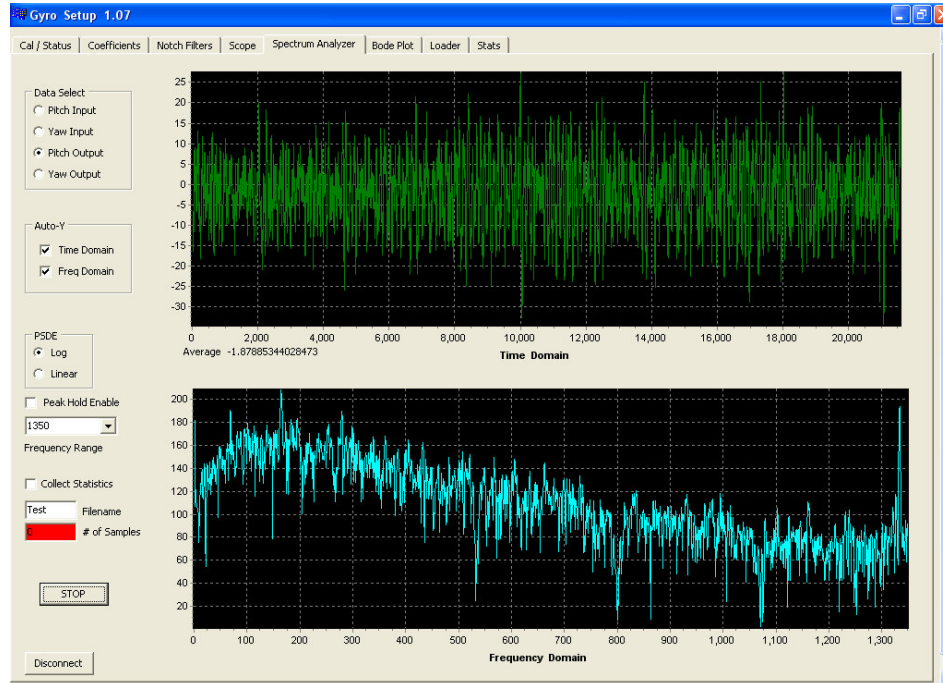 Gyro Setup 1.07
Cal / Status Coefficients Notch Filters Scope Spectrum Analyzer Bode Plot Loader Stats
Data Select
Pitch Input
Yaw Input
Pitch Output
Yaw Output
Auto-Y
Time Domain
Freq Domain
PSDE
Log
Linear
Peak Hold Enable
1350
Frequency Range
Collect Statistics
Test Filename
0 # of Samples
STOP
Disconnect
25
20
15
10
5
0
-5
-10
-15
-20
-25
-30
0 2,000 4,000 6,000 8,000 10,000 12,000 14,000 16,000 18,000 20,000
Average -1.87885344028473
Time Domain
200
180
160
140
120
100
80
60
40
20
0 100 200 300 400 500 600 700 800 900 1,000 1,100 1,200 1,300
Frequency Domain